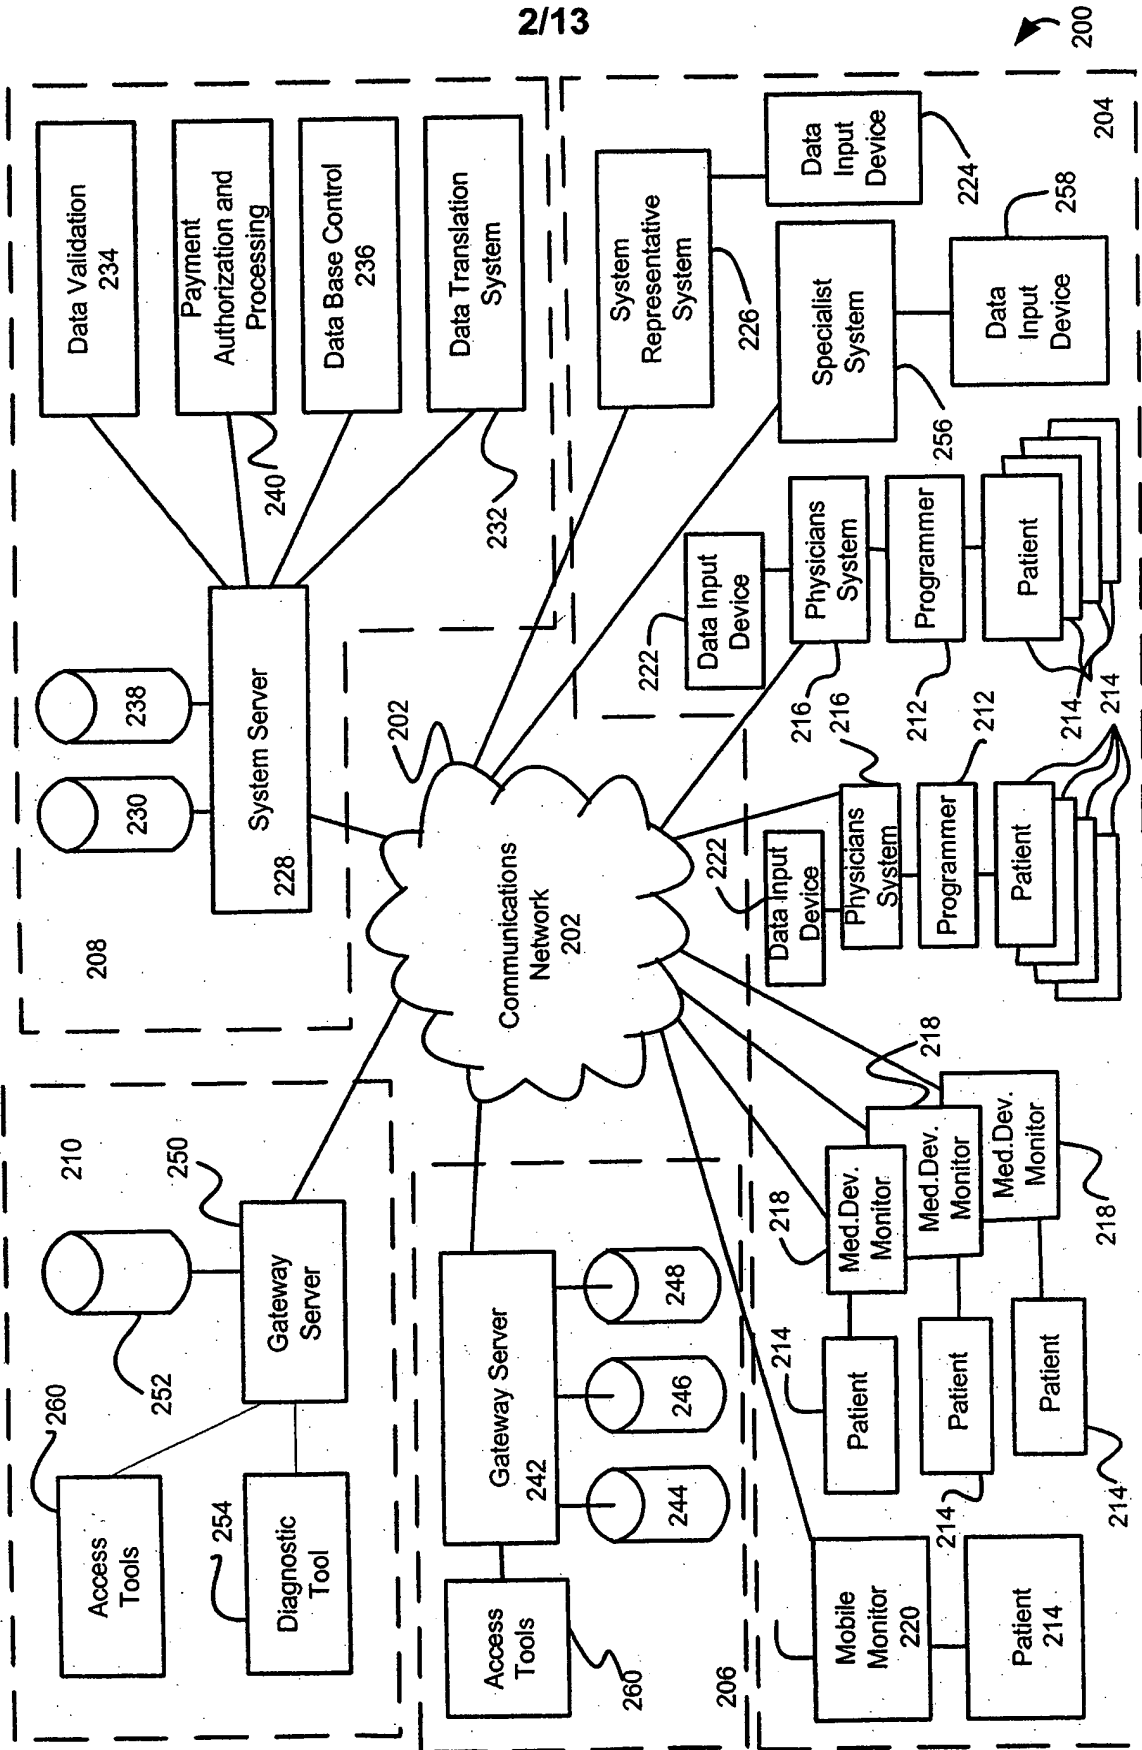 2/13
200
210
260
Access
Tools
254
Diagnostic
Tool
252
250
Gateway
Server
208
230
238
System Server
228
Data Validation
234
Payment
Authorization and
Processing
240
Data Base Control
236
Data Translation
System
232
206
Access
Tools
260
Gateway Server
242
244
246
248
Communications
Network
202
202
204
System
Representative
System
226
Data
Input
Device
224
Specialist
System
256
Data
Input
Device
258
Mobile
Monitor
220
Patient
214
Patient
214
Patient
214
Patient
214
Med.Dev.
Monitor
218
Med.Dev.
Monitor
218
Med.Dev.
Monitor
218
Data Input
Device
222
Physicians
System
216
Programmer
212
Patient
214
Data Input
Device
222
Physicians
System
216
Programmer
212
Patient
214